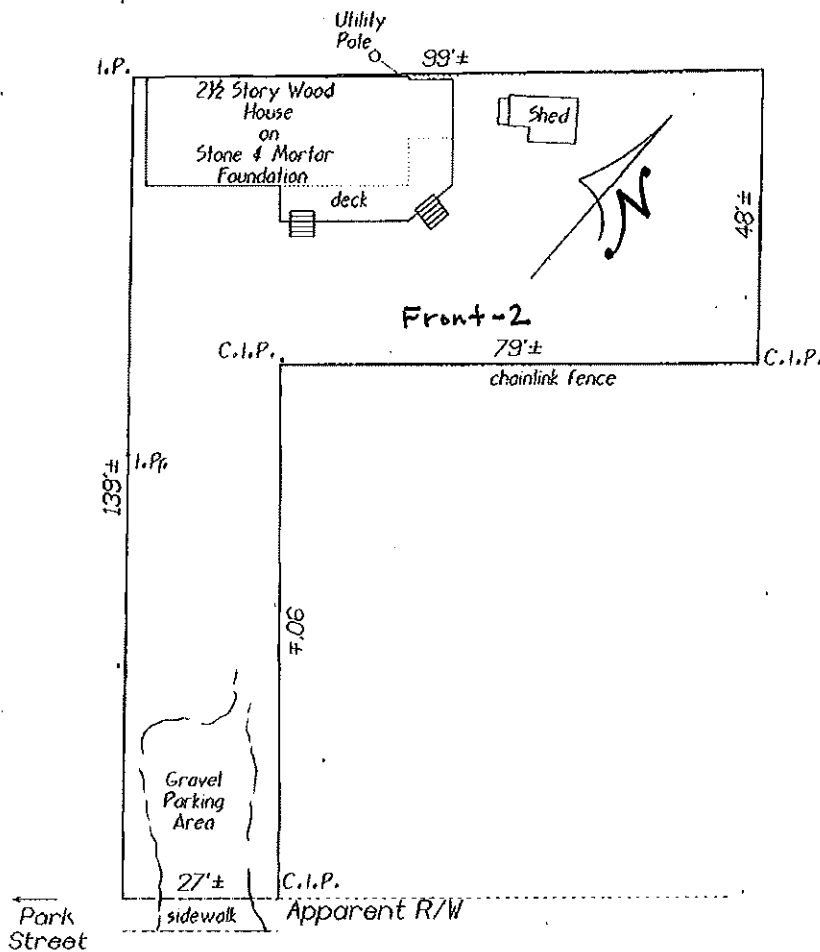 Utility
Pole
99'±
I.P.
2½ Story Wood
House
on
Stone & Mortar
Foundation
Shed
deck
N
48'±
Front-2
C.I.P.
79'±
C.I.P.
chainlink fence
139'±
I.Pr.
90'±
Gravel
Parking
Area
27'±
C.I.P.
Park
Street
sidewalk
Apparent R/W